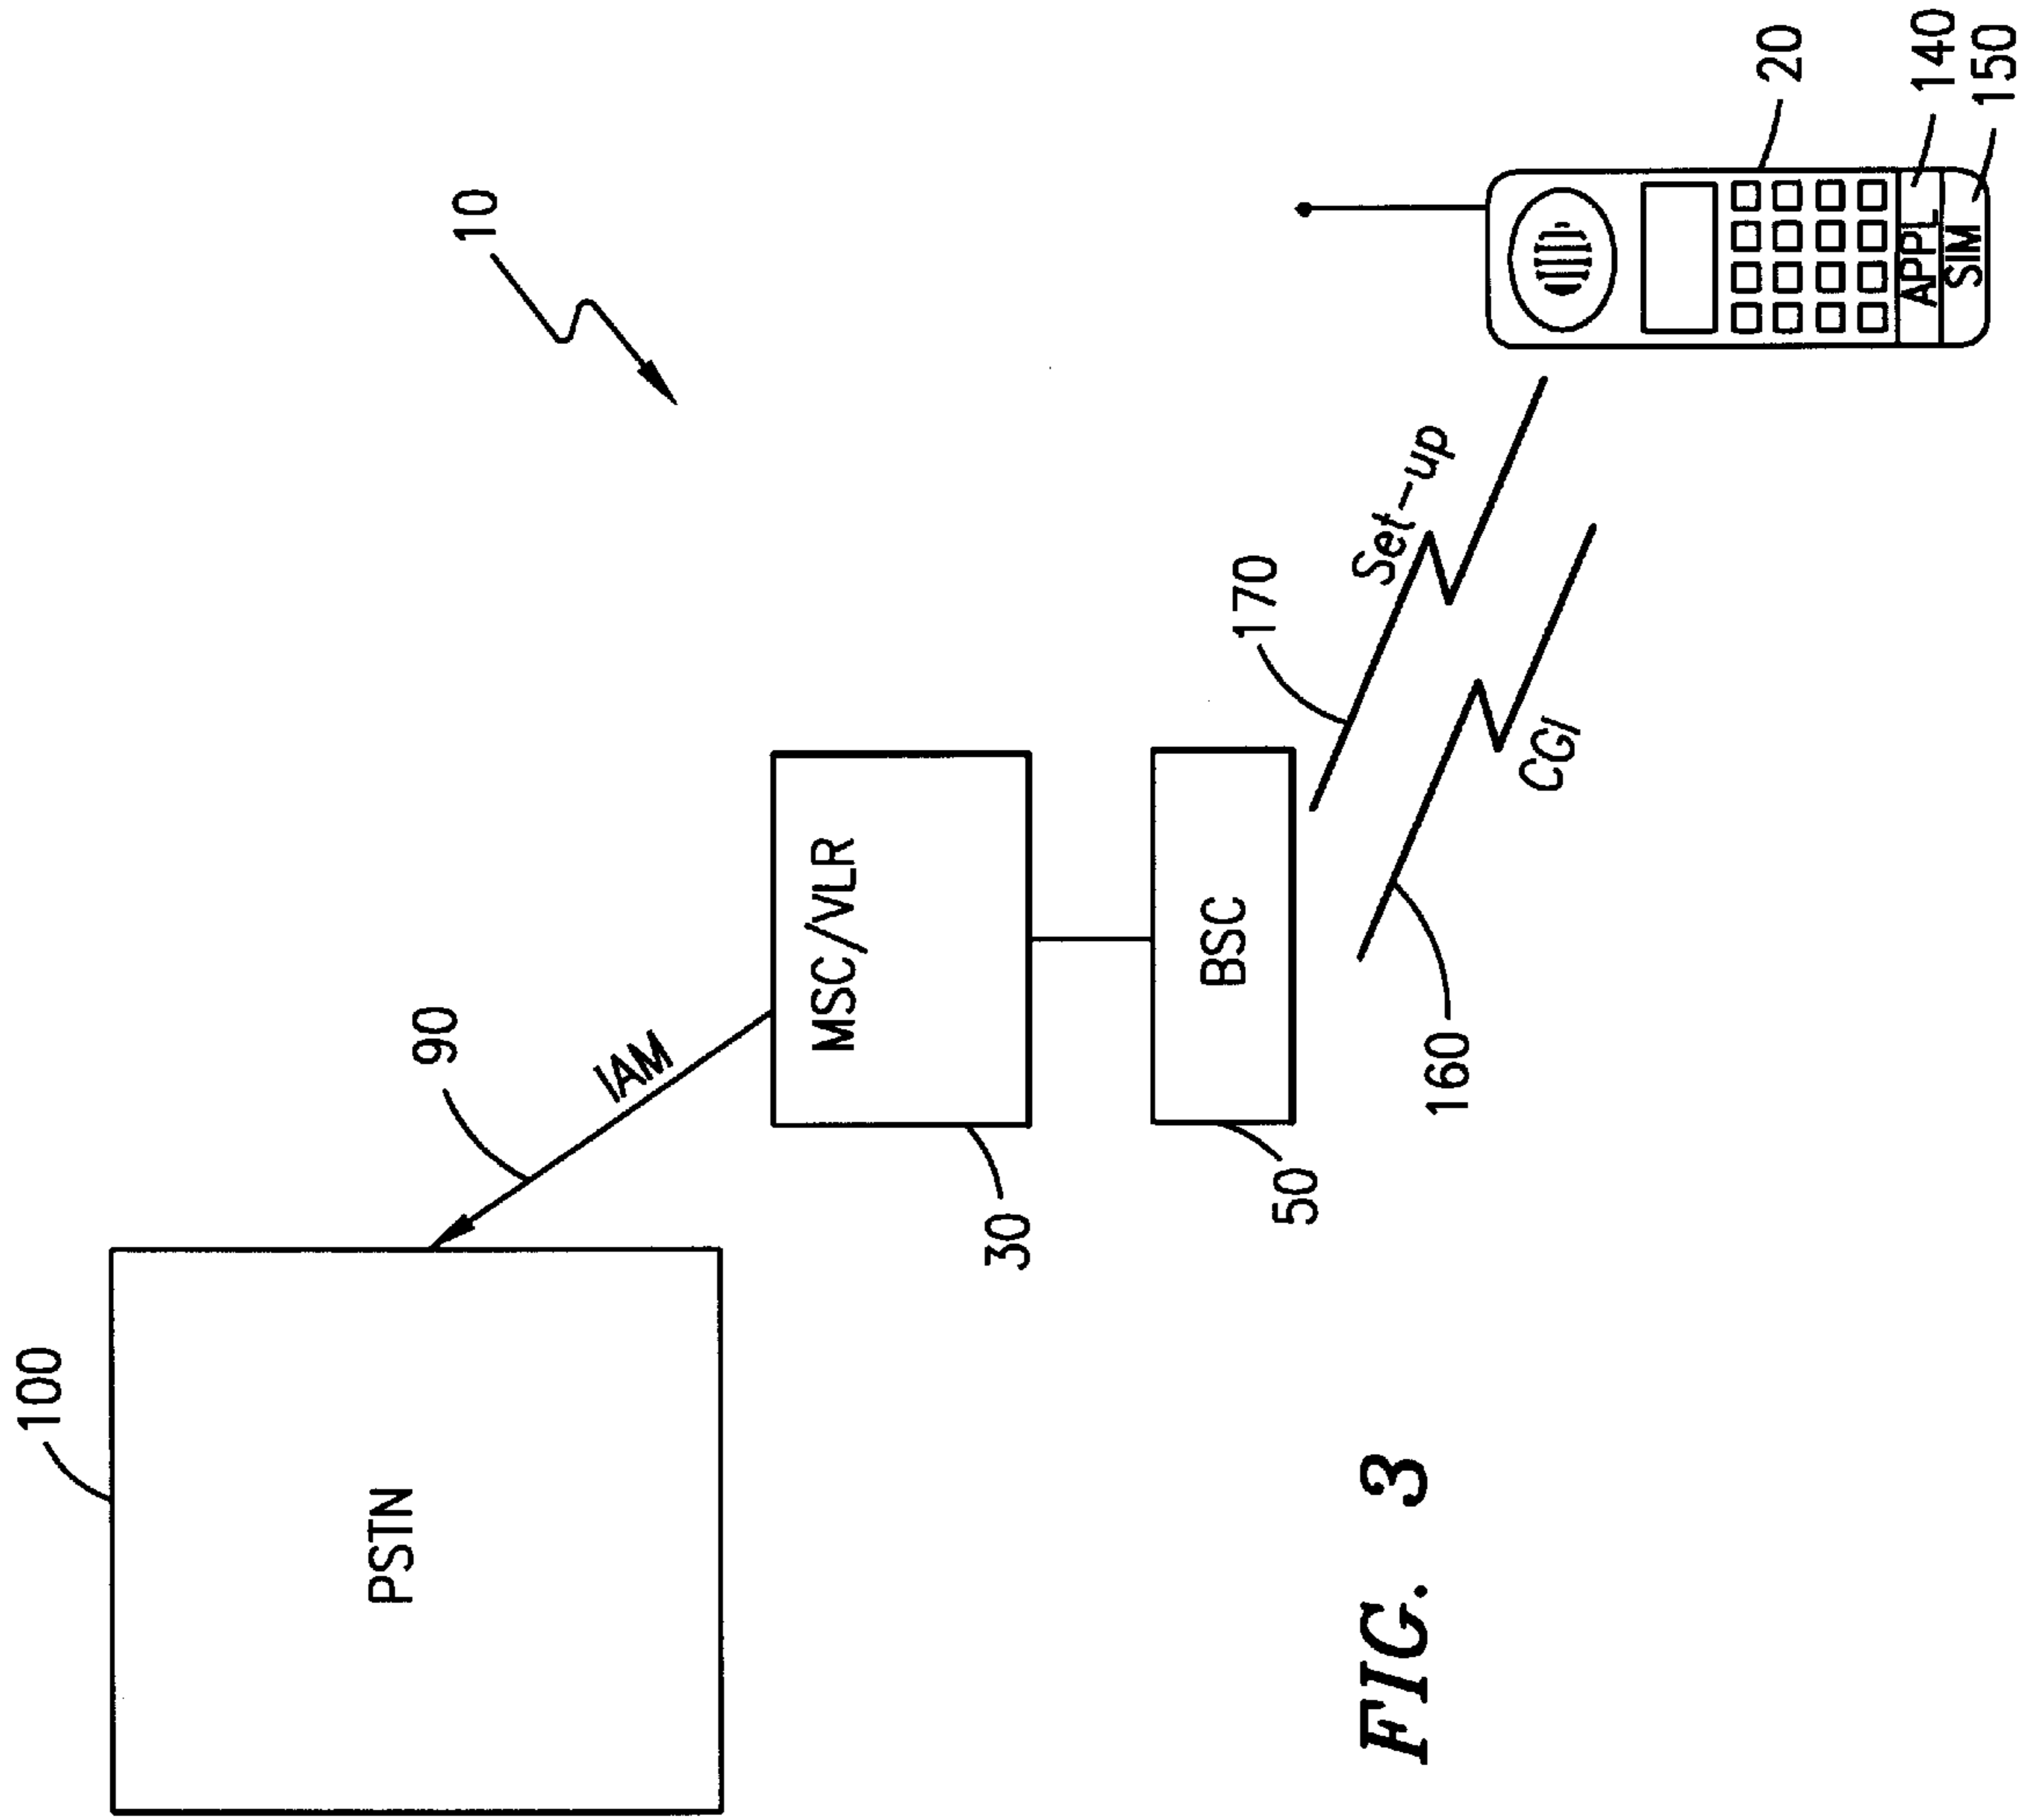 100
PSTN
90
IAM
10
MSC/VLR
30
BSC
50
170
Set-up
160
CGI
20
APPL
140
SIM
150
FIG. 3